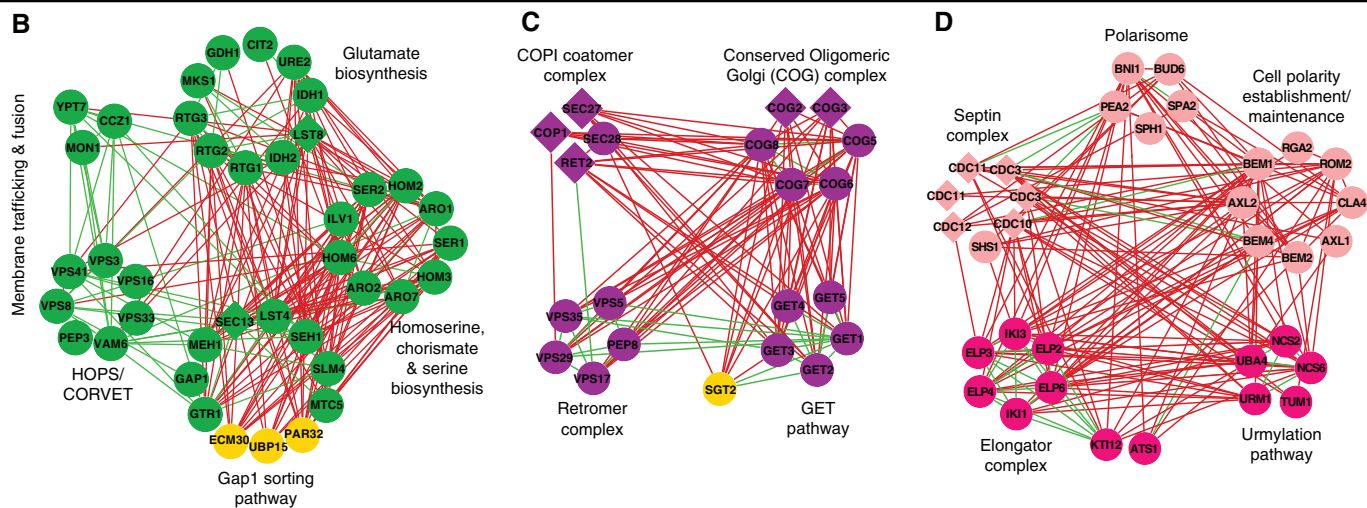 B
Membrane trafficking & fusion
Glutamate
biosynthesis
CIT2
GDH1
URE2
MKS1
IDH1
YPT7
CCZ1
RTG3
LST8
MON1
RTG2
RTG1
IDH2
SER2
HOM2
ILV1
ARO1
SER1
HOM6
VPS3
VPS41
VPS16
HOM3
ARO2
ARO7
VPS8
VPS33
SEC13
LST4
PEP3
VAM6
MEH1
SEH1
Homoserine,
chorismate
& serine
biosynthesis
HOPS/
CORVET
GAP1
SLM4
GTR1
MTC5
ECM30
UBP15
PAR32
Gap1 sorting
pathway
C
COPI coatomer
complex
Conserved Oligomeric
Golgi (COG) complex
SEC27
COP1
SEC28
RET2
COG2
COG3
COG8
COG5
COG7
COG6
VPS5
VPS35
PEP8
VPS29
VPS17
GET5
GET4
GET1
GET3
GET2
SGT2
Retromer
complex
GET
pathway
D
Polarisome
BNI1
BUD6
PEA2
SPA2
SPH1
Cell polarity
establishment/
maintenance
Septin
complex
CDC11
CDC3
CDC11
CDC3
CDC12
CDC10
SHS1
RGA2
BEM1
ROM2
AXL2
CLA4
BEM4
AXL1
BEM2
IKI3
ELP3
ELP2
ELP4
ELP6
IKI1
NCS2
UBA4
NCS6
URM1
TUM1
KTI12
ATS1
Elongator
complex
Urmylation
pathway